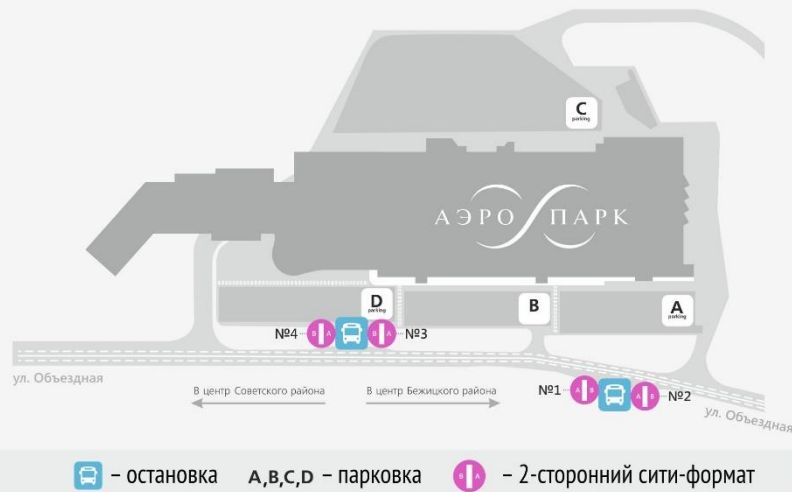 C
parking
АЭРО ПАРК
D
parking
B
A
parking
№4 В А В А №3
ул. Объездная
В центр Советского района
В центр Бежицкого района
№1 А В А В №2
ул. Объездная
– остановка
A,B,C,D – парковка
В А – 2-сторонний сити-формат